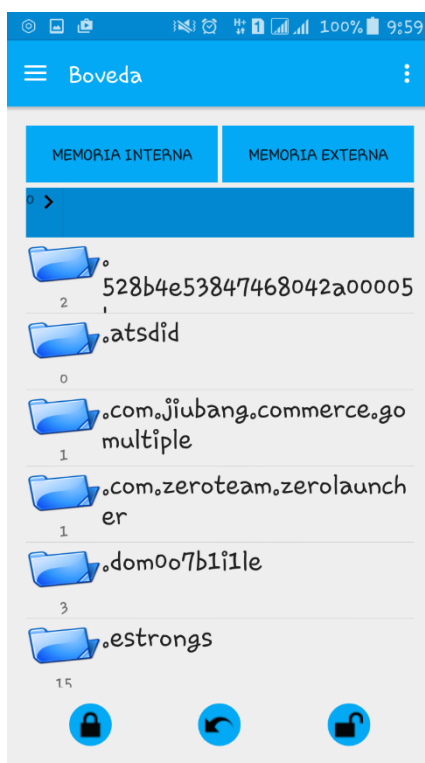 100% 9:59
Boveda
MEMORIA INTERNA MEMORIA EXTERNA
0
.
528b4e53847468042a00005
2
.atsdid
0
.com.jiubang.commerce.go
multiple
1
.com.zeroteam.zerolaunch
er
1
.dom0o7b1i1le
3
.estrongs
15